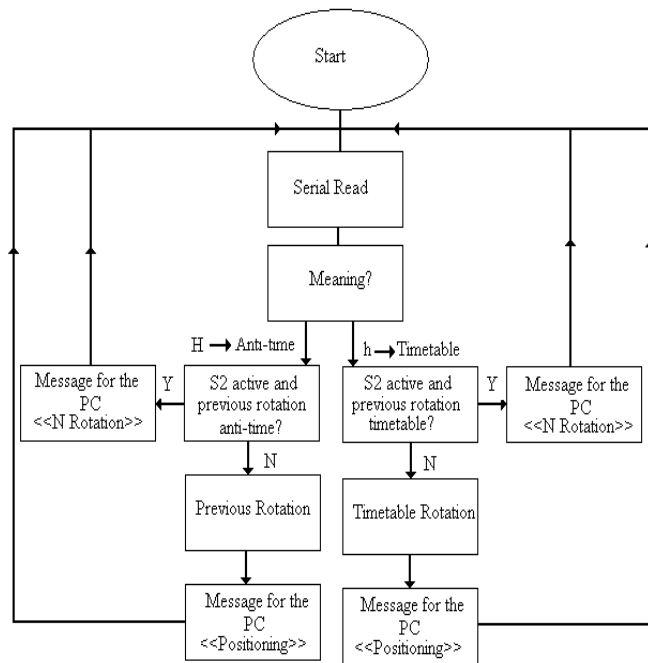 Start
Serial Read
Meaning?
H → Anti-time
h → Timetable
Message for the
PC
<<N Rotation>>
Y
S2 active and
previous rotation
anti-time?
S2 active and
previous rotation
timetable?
Y
Message for the
PC
<<N Rotation>>
N
N
Previous Rotation
Timetable Rotation
Message for the
PC
<<Positioning>>
Message for the
PC
<<Positioning>>